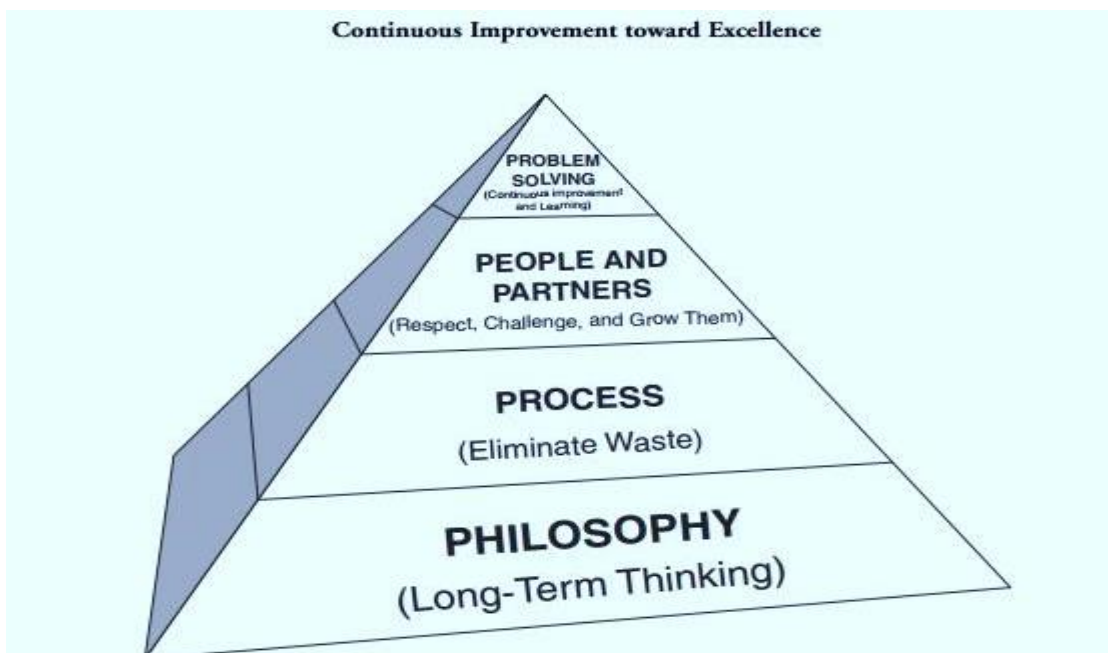 Continuous Improvement toward Excellence
PROBLEM
SOLVING
(Continuous improvement
and Learning)
PEOPLE AND
PARTNERS
(Respect, Challenge, and Grow Them)
PROCESS
(Eliminate Waste)
PHILOSOPHY
(Long-Term Thinking)